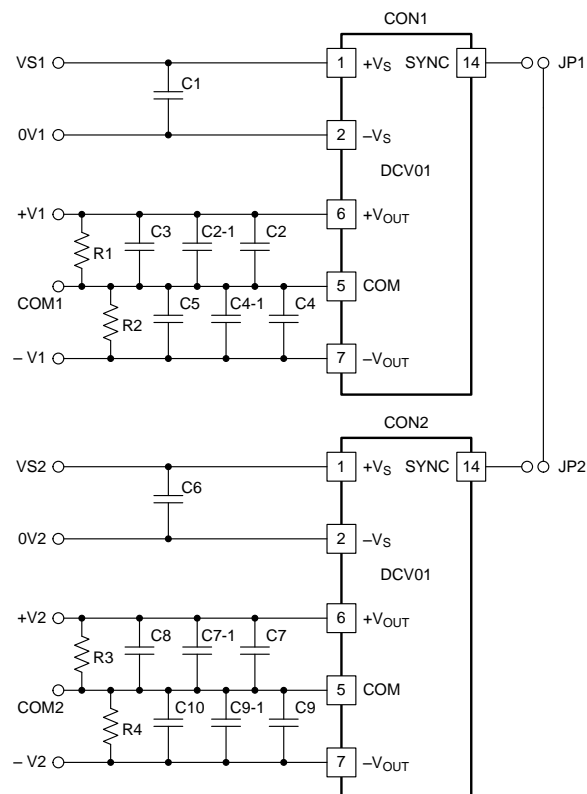 CON1
VS1
1
+VS
SYNC
14
JP1
C1
0V1
2
–VS
DCV01
+V1
6
+VOUT
R1
C3
C2-1
C2
COM1
5
COM
R2
C5
C4-1
C4
– V1
7
–VOUT
CON2
VS2
1
+VS
SYNC
14
JP2
C6
0V2
2
–VS
DCV01
+V2
6
+VOUT
R3
C8
C7-1
C7
COM2
5
COM
R4
C10
C9-1
C9
– V2
7
–VOUT